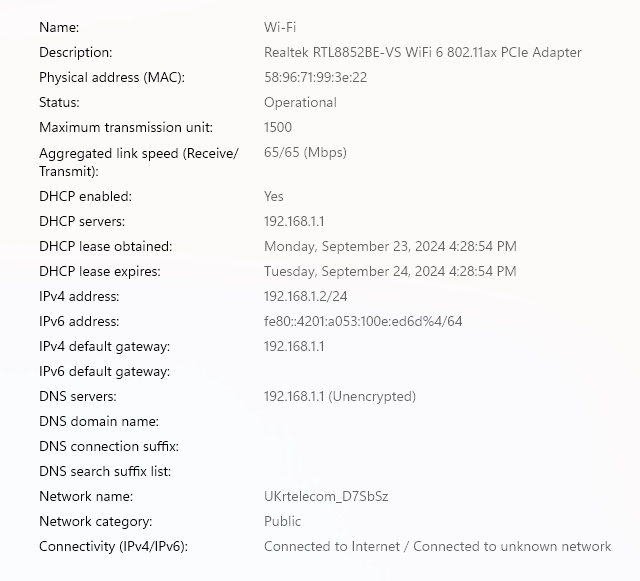 Name: Wi-Fi
Description: Realtek RTL8852BE-VS WiFi 6 802.11ax PCIe Adapter
Physical address (MAC): 58:96:71:99:3e:22
Status: Operational
Maximum transmission unit: 1500
Aggregated link speed (Receive/ 65/65 (Mbps)
Transmit):
DHCP enabled: Yes
DHCP servers: 192.168.1.1
DHCP lease obtained: Monday, September 23, 2024 4:28:54 PM
DHCP lease expires: Tuesday, September 24, 2024 4:28:54 PM
IPv4 address: 192.168.1.2/24
IPv6 address: fe80::4201:a053:100e:ed6d%4/64
IPv4 default gateway: 192.168.1.1
IPv6 default gateway:
DNS servers: 192.168.1.1 (Unencrypted)
DNS domain name:
DNS connection suffix:
DNS search suffix list:
Network name: UKrtelecom_D7SbSz
Network category: Public
Connectivity (IPv4/IPv6): Connected to Internet / Connected to unknown network